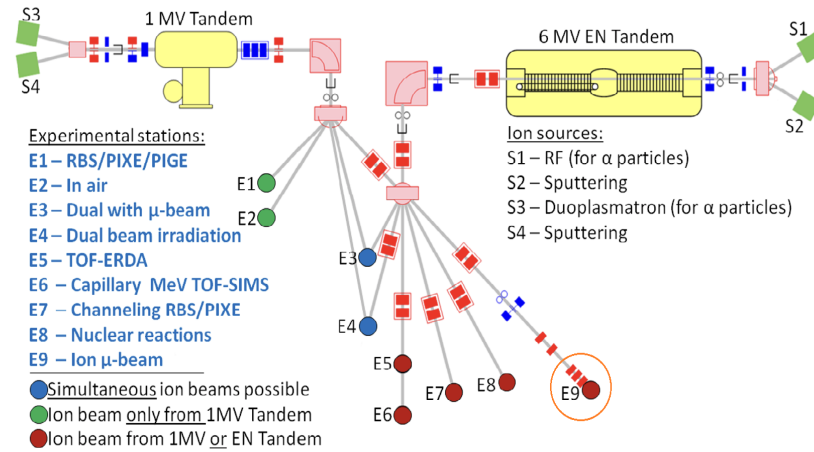 S3
1 MV Tandem
6 MV EN Tandem
S1
S4
S2
Experimental stations:
E1 – RBS/PIXE/PIGE
E2 – In air
E3 – Dual with µ-beam
E4 – Dual beam irradiation
E5 – TOF-ERDA
E6 – Capillary MeV TOF-SIMS
E7 – Channeling RBS/PIXE
E8 – Nuclear reactions
E9 – Ion µ-beam
Simultaneous ion beams possible
Ion beam only from 1MV Tandem
Ion beam from 1MV or EN Tandem
Ion sources:
S1 – RF (for α particles)
S2 – Sputtering
S3 – Duoplasmatron (for α particles)
S4 – Sputtering
E1
E2
E3
E4
E5
E6
E7
E8
E9